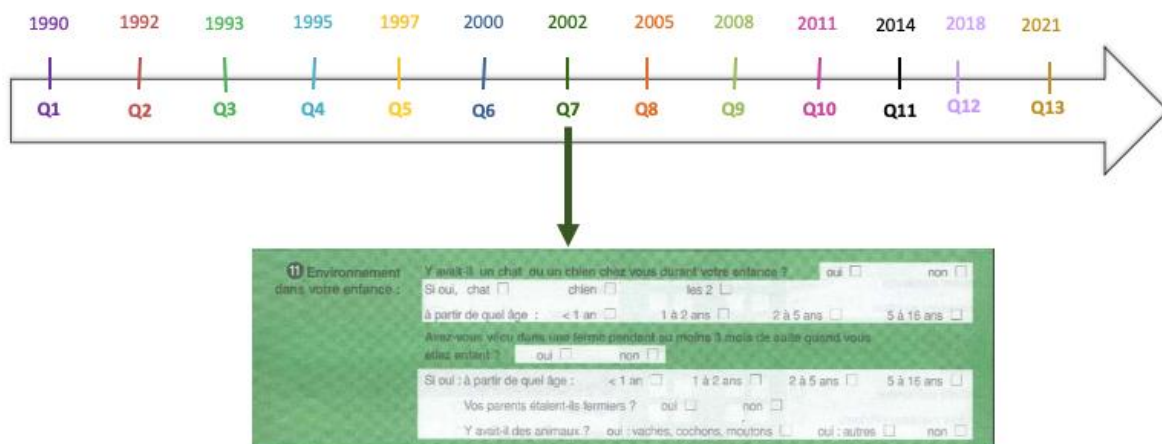 1990 1992 1993 1995 1997 2000 2002 2005 2008 2011 2014 2018 2021
Q1 Q2 Q3 Q4 Q5 Q6 Q7 Q8 Q9 Q10 Q11 Q12 Q13
11 Environnement dans votre enfance :
Y avait-il un chat ou un chien chez vous durant votre enfance ? oui non
Si oui, chat chien les 2
à partir de quel âge : < 1 an 1 à 2 ans 2 à 5 ans 5 à 16 ans
Avez-vous vécu dans une ferme pendant au moins 3 mois de suite quand vous
étiez enfant ? oui non
Si oui : à partir de quel âge : < 1 an 1 à 2 ans 2 à 5 ans 5 à 16 ans
Vos parents étaient-ils fermiers ? oui non
Y avait-il des animaux ? oui : vaches, cochons, moutons oui : autres non